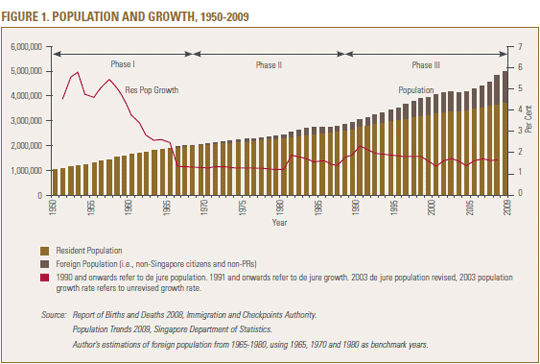 FIGURE 1. POPULATION AND GROWTH, 1950-2009
6,000,000
5,000,000
4,000,000
3,000,000
2,000,000
1,000,000
0
Phase I
Phase II
Phase III
Res Pop Growth
Population
7
6
5
4
3
2
1
0
Per Cent
1950
1955
1960
1965
1970
1975
1980
1985
1990
1995
2000
2005
2009
Year
Resident Population
Foreign Population (i.e., non-Singapore citizens and non-PRs)
1990 and onwards refer to de jure population. 1991 and onwards refer to de jure growth. 2003 de jure population revised, 2003 population
growth rate refers to unrevised growth rate.
Source: Report of Births and Deaths 2008, Immigration and Checkpoints Authority.
Population Trends 2009, Singapore Department of Statistics.
Author's estimations of foreign population from 1965-1980, using 1965, 1970 and 1980 as benchmark years.